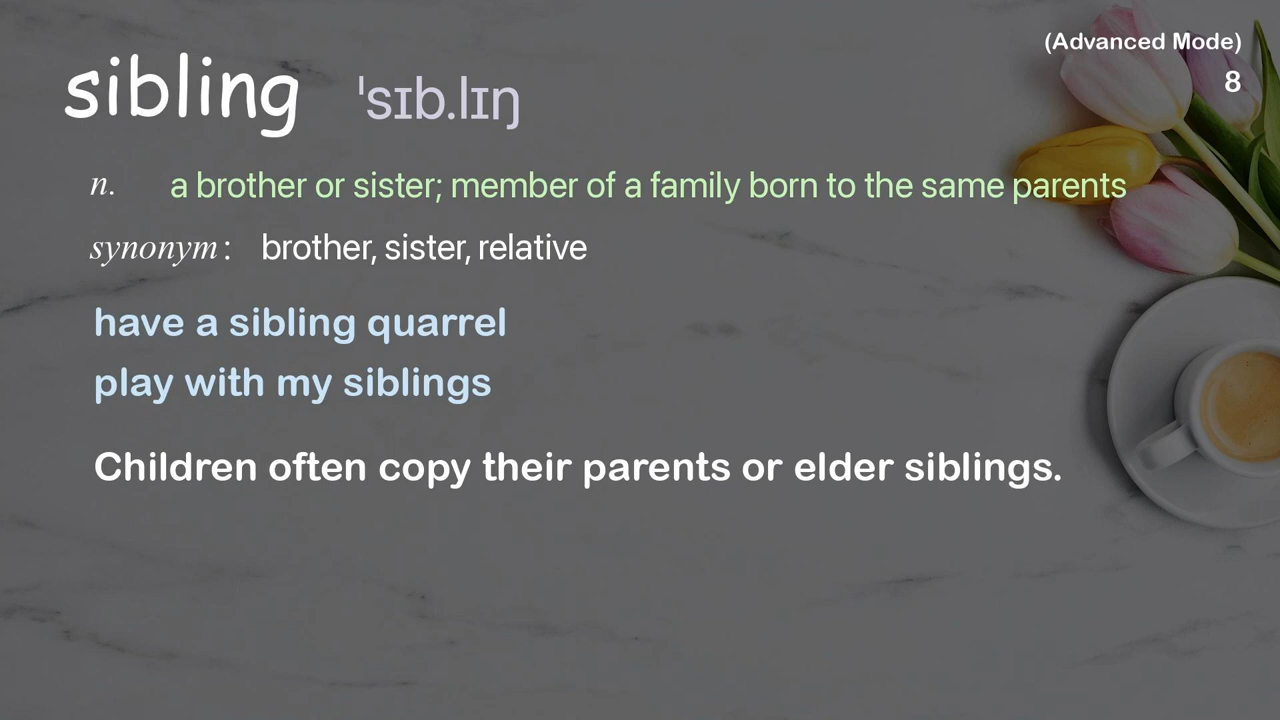 (Advanced Mode)
8
sibling ˈsɪb.lɪŋ
n. a brother or sister; member of a family born to the same parents
synonym: brother, sister, relative
have a sibling quarrel
play with my siblings
Children often copy their parents or elder siblings.